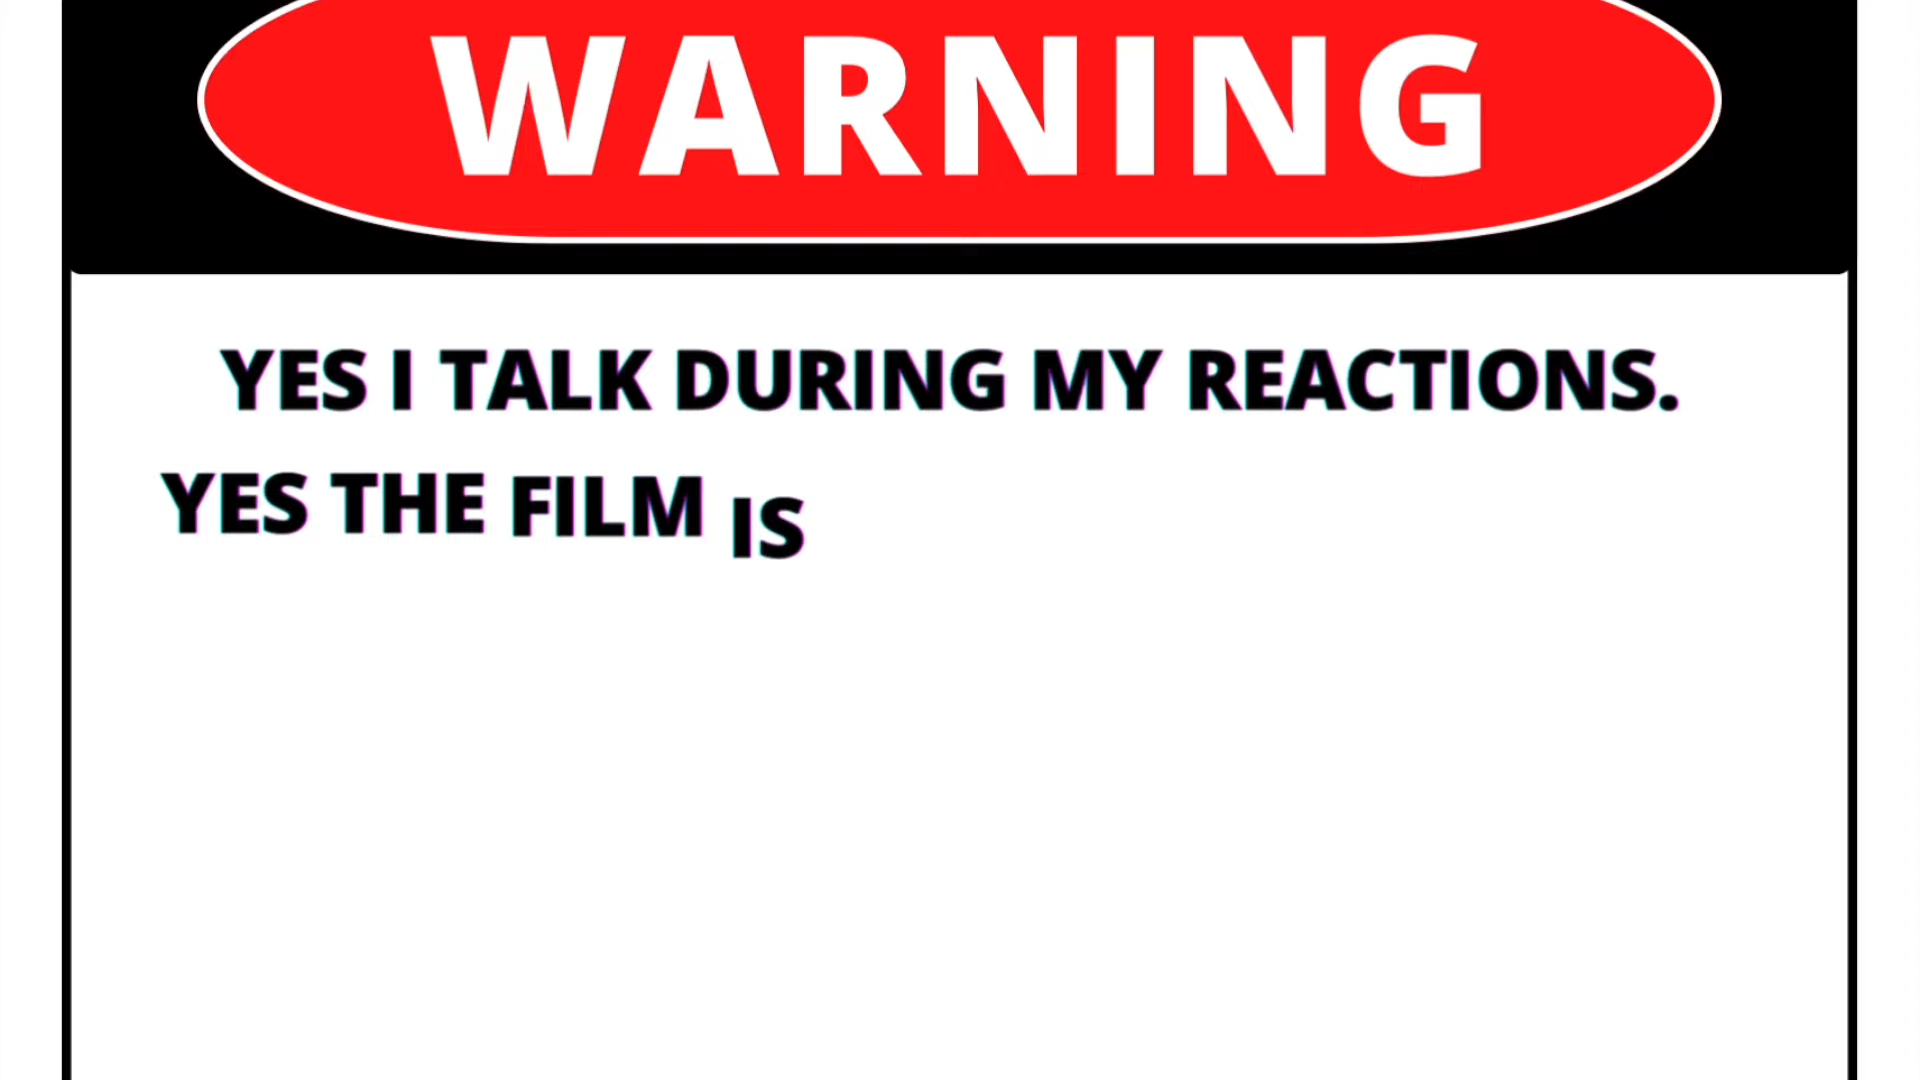 WARNING
YES I TALK DURING MY REACTIONS.
YES THE FILM IS